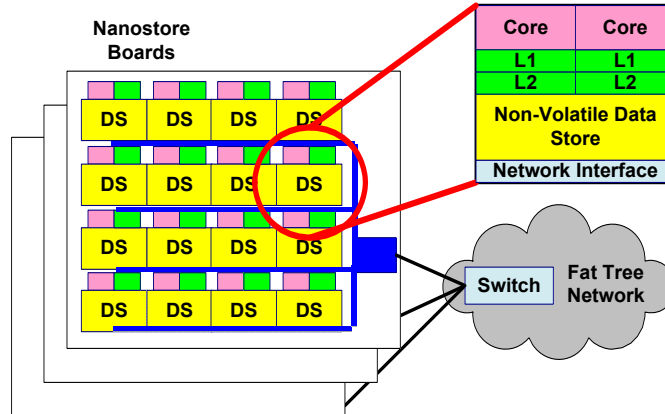 Nanostore
Boards
DS DS DS DS
DS DS DS DS
DS DS DS DS
DS DS DS DS
Core Core
L1 L1
L2 L2
Non-Volatile Data
Store
Network Interface
Switch
Fat Tree
Network